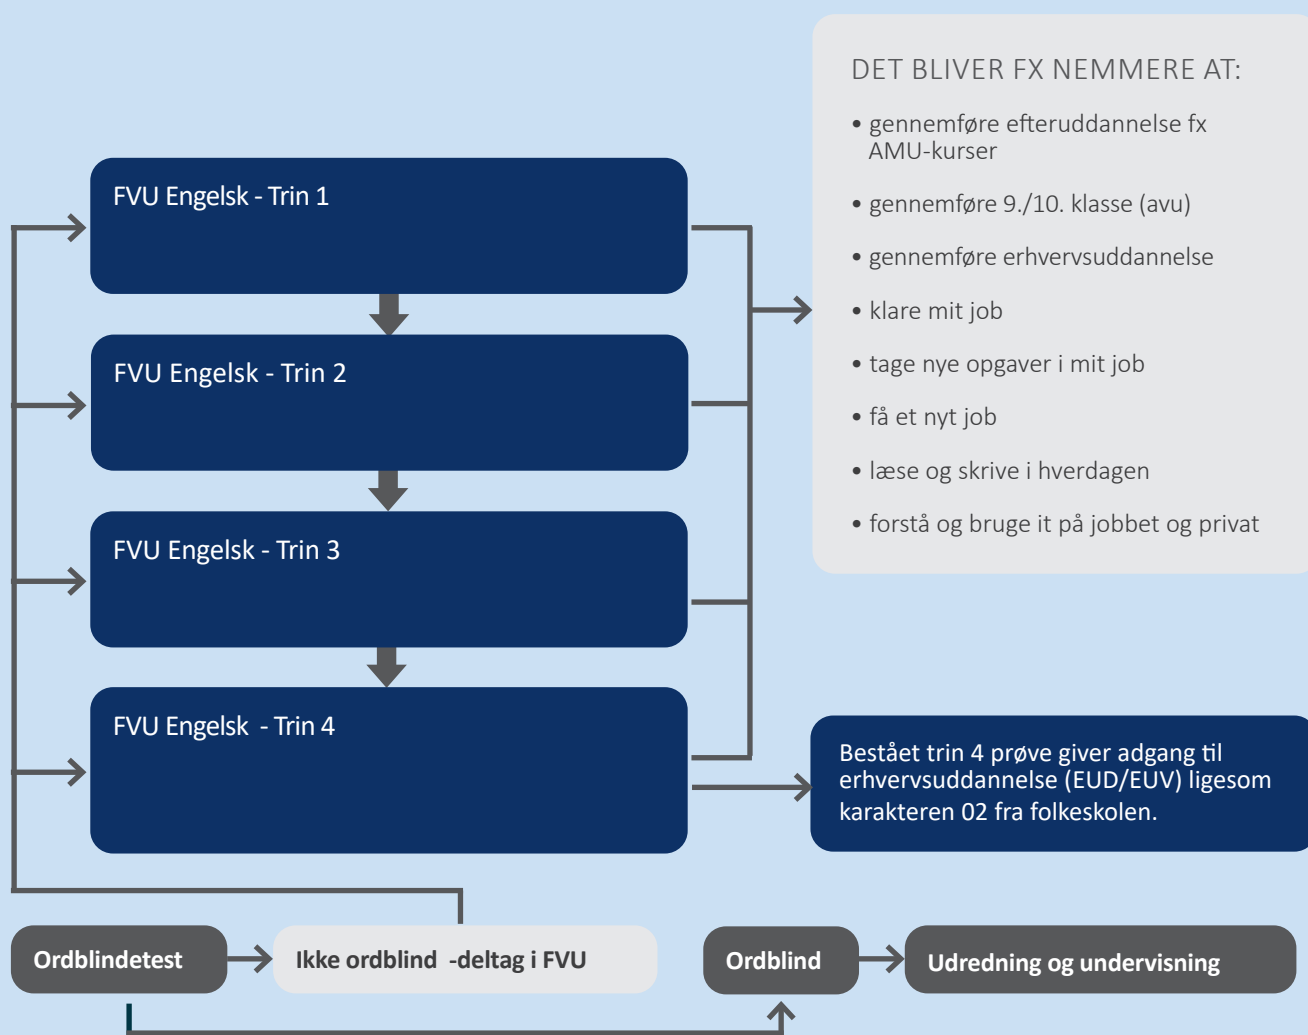 DET BLIVER FX NEMMERE AT:
• gennemføre efteruddannelse fx
AMU-kurser
• gennemføre 9./10. klasse (avu)
• gennemføre erhvervsuddannelse
• klare mit job
• tage nye opgaver i mit job
• få et nyt job
• læse og skrive i hverdagen
• forstå og bruge it på jobbet og privat
FVU Engelsk - Trin 1
FVU Engelsk - Trin 2
FVU Engelsk - Trin 3
FVU Engelsk - Trin 4
Bestået trin 4 prøve giver adgang til
erhvervsuddannelse (EUD/EUV) ligesom
karakteren 02 fra folkeskolen.
Ordblindetest
Ikke ordblind -deltag i FVU
Ordblind
Udredning og undervisning